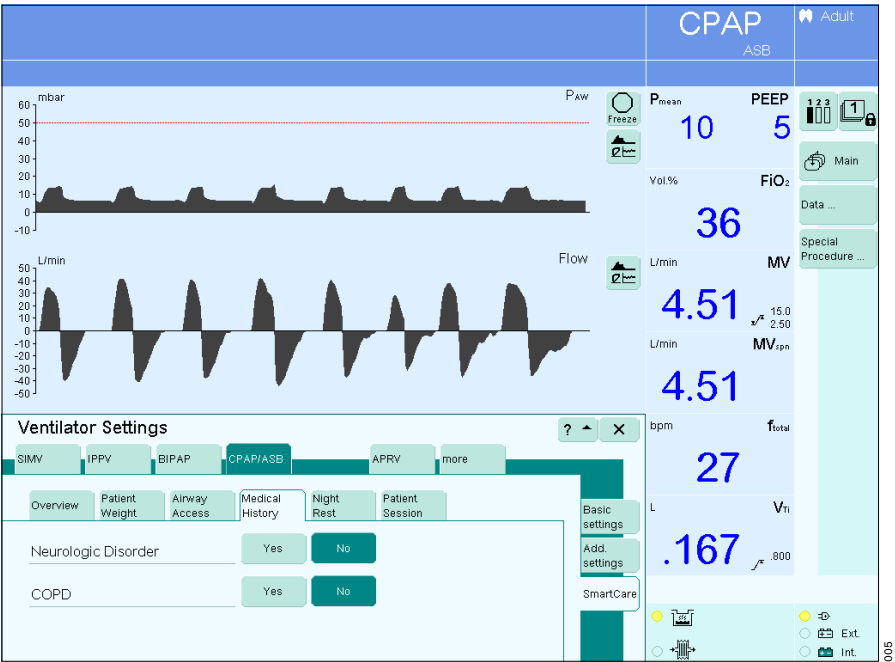 CPAP
ASB
Adult
mbar
PAW
60
50
40
30
20
10
0
-10
Freeze
Pmean
PEEP
10
5
1 2 3
1
Main
Vol.%
FiO2
36
Data ...
Special
Procedure ...
L/min
Flow
50
40
30
20
10
0
-10
-20
-30
-40
-50
L/min
MV
4.51
15.0
2.50
L/min
MVspn
4.51
Ventilator Settings
?
SIMV
IPPV
BIPAP
CPAP/ASB
APRV
more
bpm
ftotal
27
Overview
Patient
Weight
Airway
Access
Medical
History
Night
Rest
Patient
Session
Basic
settings
Add.
settings
SmartCare
Neurologic Disorder
Yes
No
COPD
Yes
No
L
VTi
.167
.800
Ext.
Int.
005